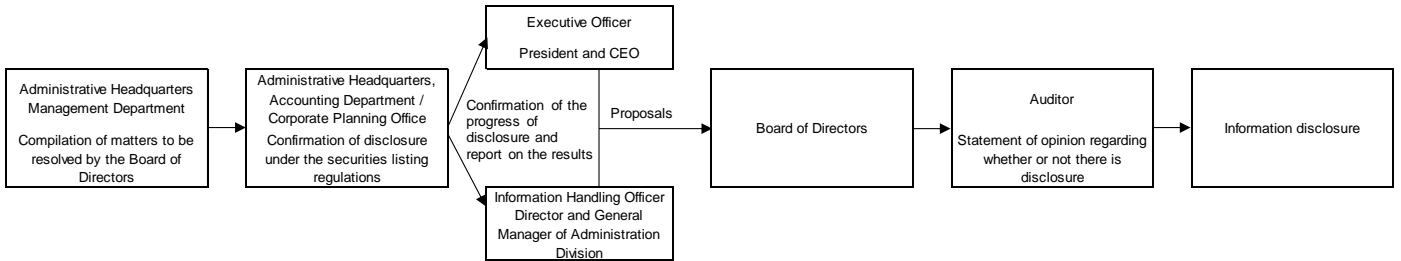 Administrative Headquarters
Management Department
Compilation of matters to be
resolved by the Board of
Directors
Administrative Headquarters,
Accounting Department /
Corporate Planning Office
Confirmation of disclosure
under the securities listing
regulations
Executive Officer
President and CEO
Confirmation of the
progress of
disclosure and
report on the results
Information Handling Officer
Director and General
Manager of Administration
Division
Proposals
Board of Directors
Auditor
Statement of opinion regarding
whether or not there is
disclosure
Information disclosure